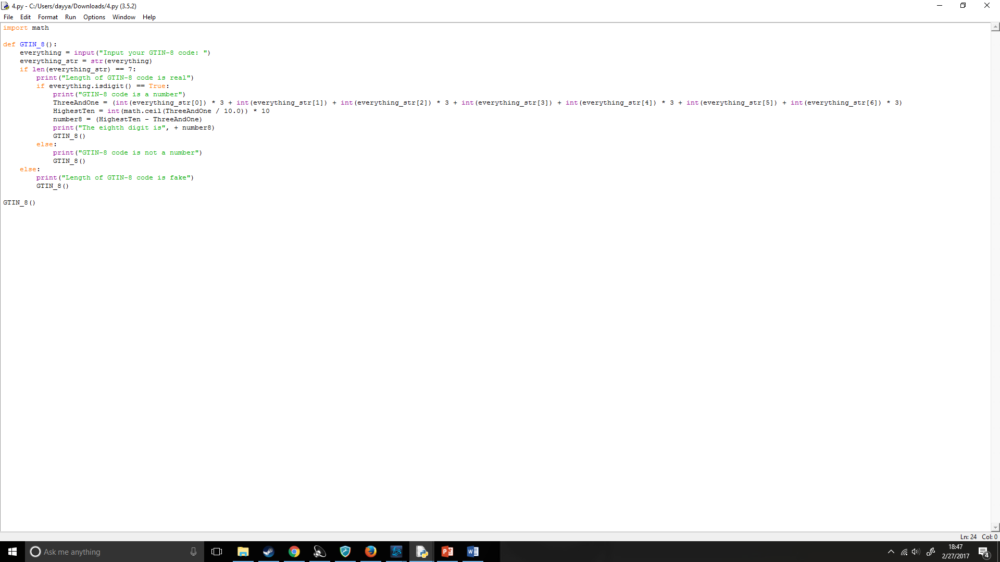 4.py - C:/Users/dayya/Downloads/4.py (3.5.2)
File Edit Format Run Options Window Help
import math

def GTIN_8():
    everything = input("Input your GTIN-8 code: ")
    everything_str = str(everything)
    if len(everything_str) == 7:
        print("Length of GTIN-8 code is real")
        if everything.isdigit() == True:
            print("GTIN-8 code is a number")
            ThreeAndOne = (int(everything_str[0]) * 3 + int(everything_str[1]) + int(everything_str[2]) * 3 + int(everything_str[3]) + int(everything_str[4]) * 3 + int(everything_str[5]) + int(everything_str[6]) * 3)
            HighestTen = int(math.ceil(ThreeAndOne / 10.0)) * 10
            number8 = (HighestTen - ThreeAndOne)
            print("The eighth digit is", + number8)
            GTIN_8()
        else:
            print("GTIN-8 code is not a number")
            GTIN_8()
    else:
        print("Length of GTIN-8 code is fake")
        GTIN_8()

GTIN_8()
Ln: 24 Col: 0
Ask me anything
18:47
2/27/2017
4